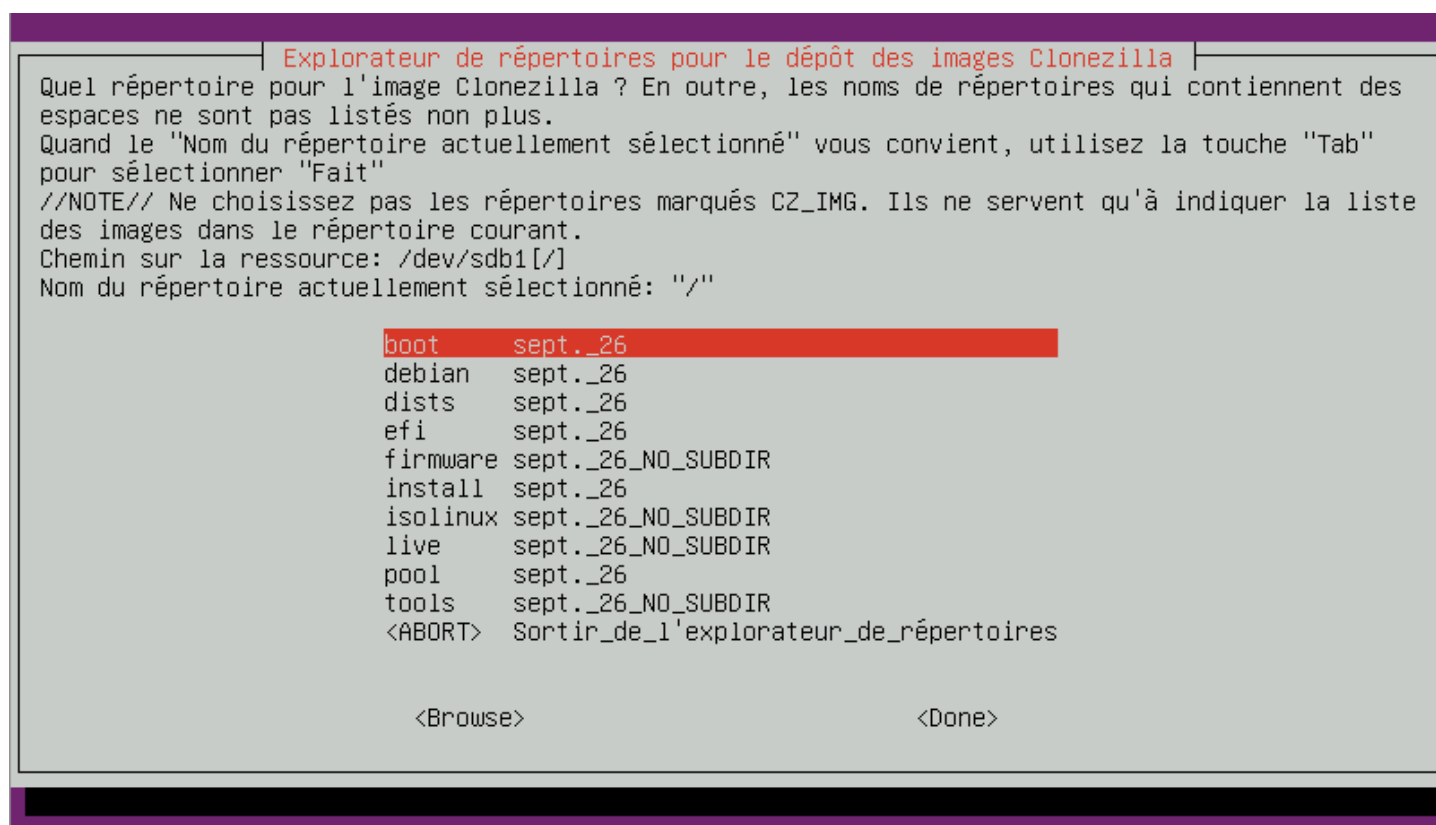 Explorateur de répertoires pour le dépôt des images Clonezilla
Quel répertoire pour l'image Clonezilla ? En outre, les noms de répertoires qui contiennent des
espaces ne sont pas listés non plus.
Quand le "Nom du répertoire actuellement sélectionné" vous convient, utilisez la touche "Tab"
pour sélectionner "Fait"
//NOTE// Ne choisissez pas les répertoires marqués CZ_IMG. Ils ne servent qu'à indiquer la liste
des images dans le répertoire courant.
Chemin sur la ressource: /dev/sdb1[/]
Nom du répertoire actuellement sélectionné: "/"
boot sept._26
debian sept._26
dists sept._26
efi sept._26
firmware sept._26_NO_SUBDIR
install sept._26
isolinux sept._26_NO_SUBDIR
live sept._26_NO_SUBDIR
pool sept._26
tools sept._26_NO_SUBDIR
<ABORT> Sortir_de_l'explorateur_de_répertoires
<Browse> <Done>